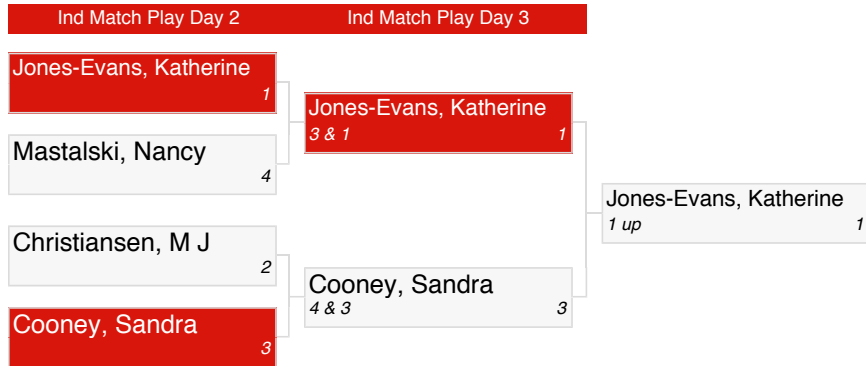 Ind Match Play Day 2
Ind Match Play Day 3
Jones-Evans, Katherine
1
Mastalski, Nancy
4
Christiansen, M J
2
Cooney, Sandra
3
Jones-Evans, Katherine
3 & 1 1
Cooney, Sandra
4 & 3 3
Jones-Evans, Katherine
1 up 1